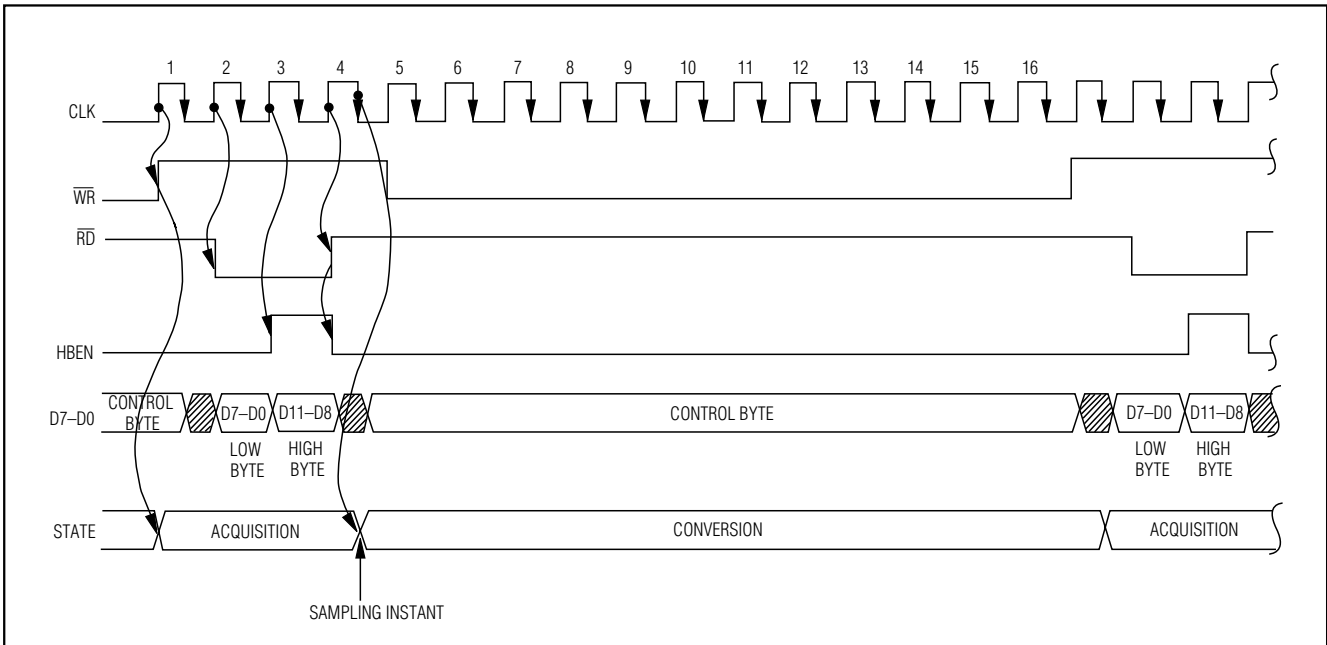 1 2 3 4 5 6 7 8 9 10 11 12 13 14 15 16
CLK
WR
RD
HBEN
D7–D0 CONTROL BYTE D7–D0 D11–D8 CONTROL BYTE D7–D0 D11–D8
LOW BYTE HIGH BYTE LOW BYTE HIGH BYTE
STATE ACQUISITION CONVERSION ACQUISITION
SAMPLING INSTANT